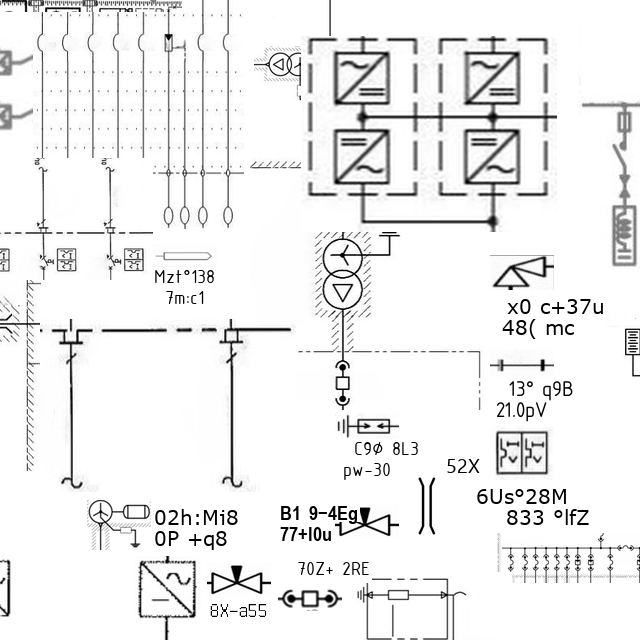 Mzt°138
7m:c1
x0 c+37u
48( mc
13° q9B
21.0pV
C9Ø 8L3
pw-30
52X
6Us°28M
833 °lfZ
02h:Mi8
0P +q8
B1 9−4Eg
77+I0u
70Z+ 2RE
8X-a55